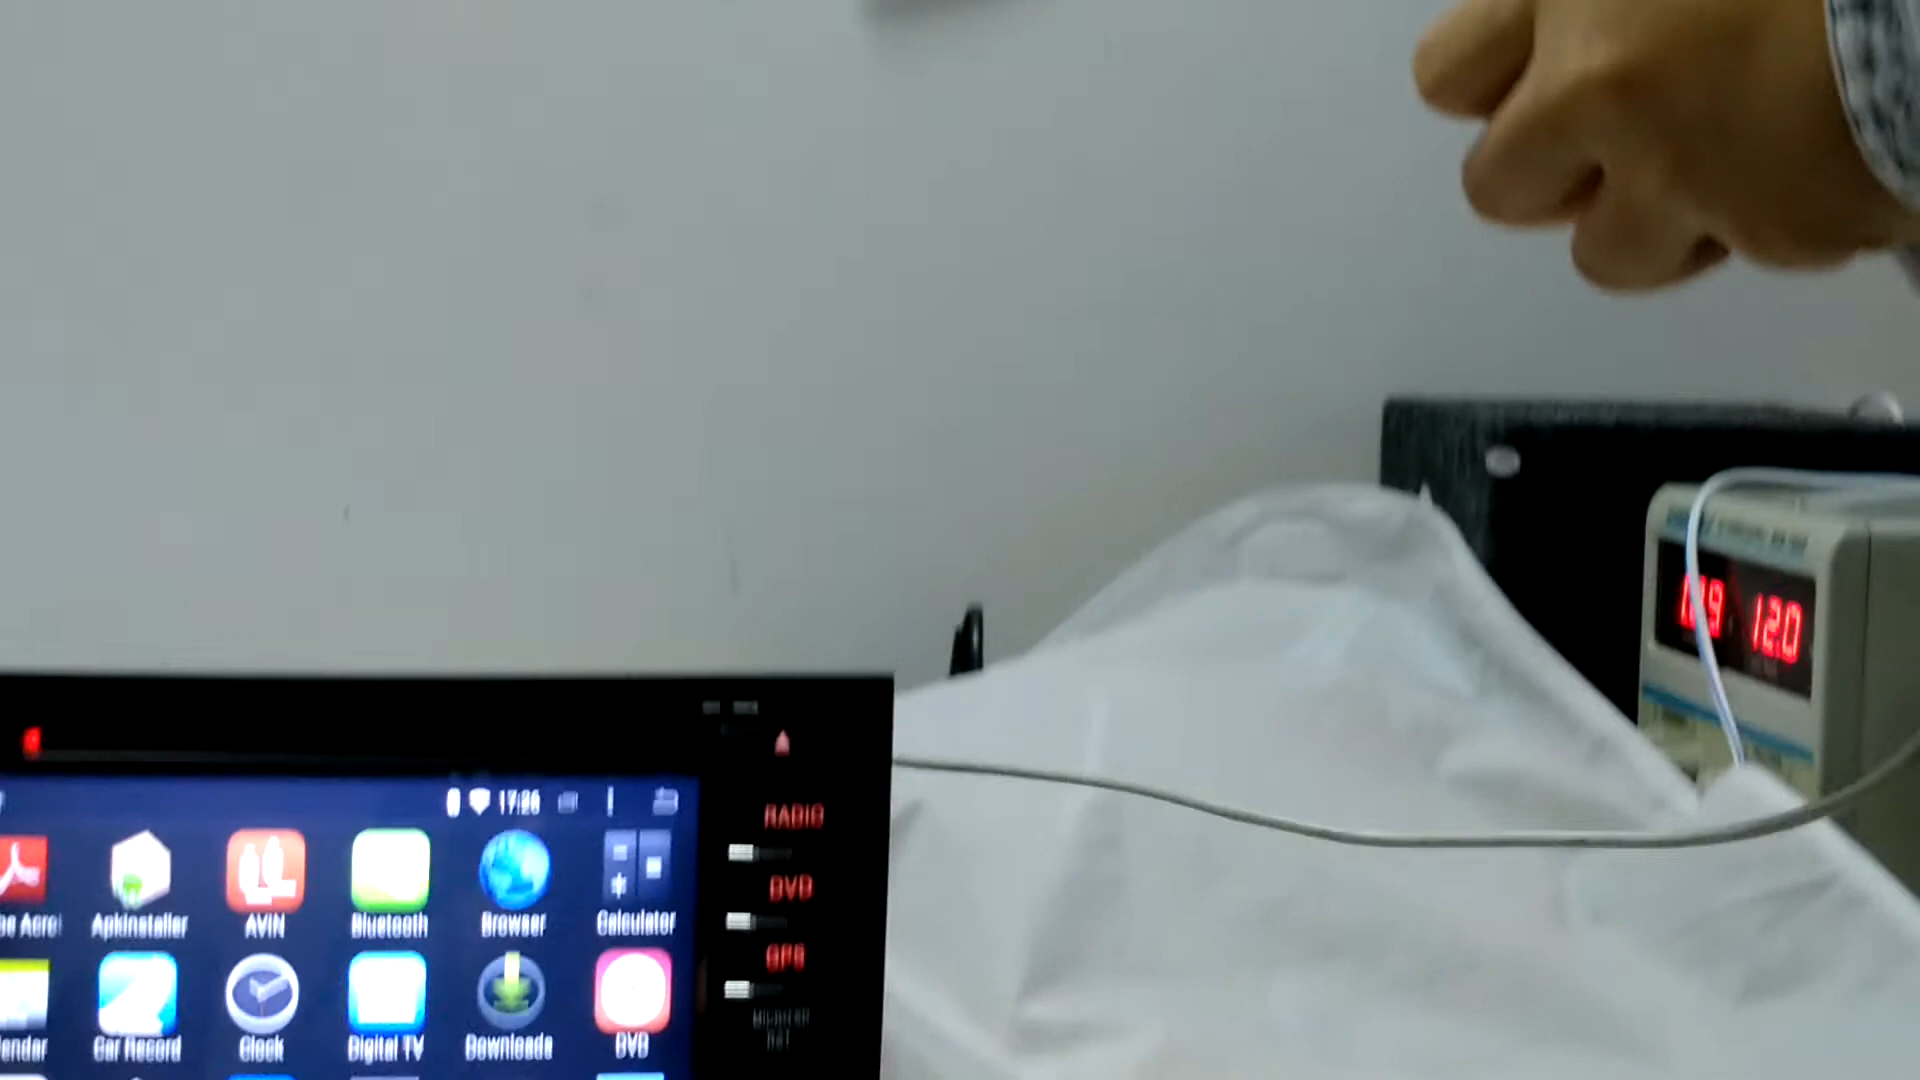 12.0
17:26
RADIO
DVD
GPS
ApkInstaller
AVIN
Bluetooth
Browser
Calculator
Car Record
Clock
Digital TV
Downloads
DVD